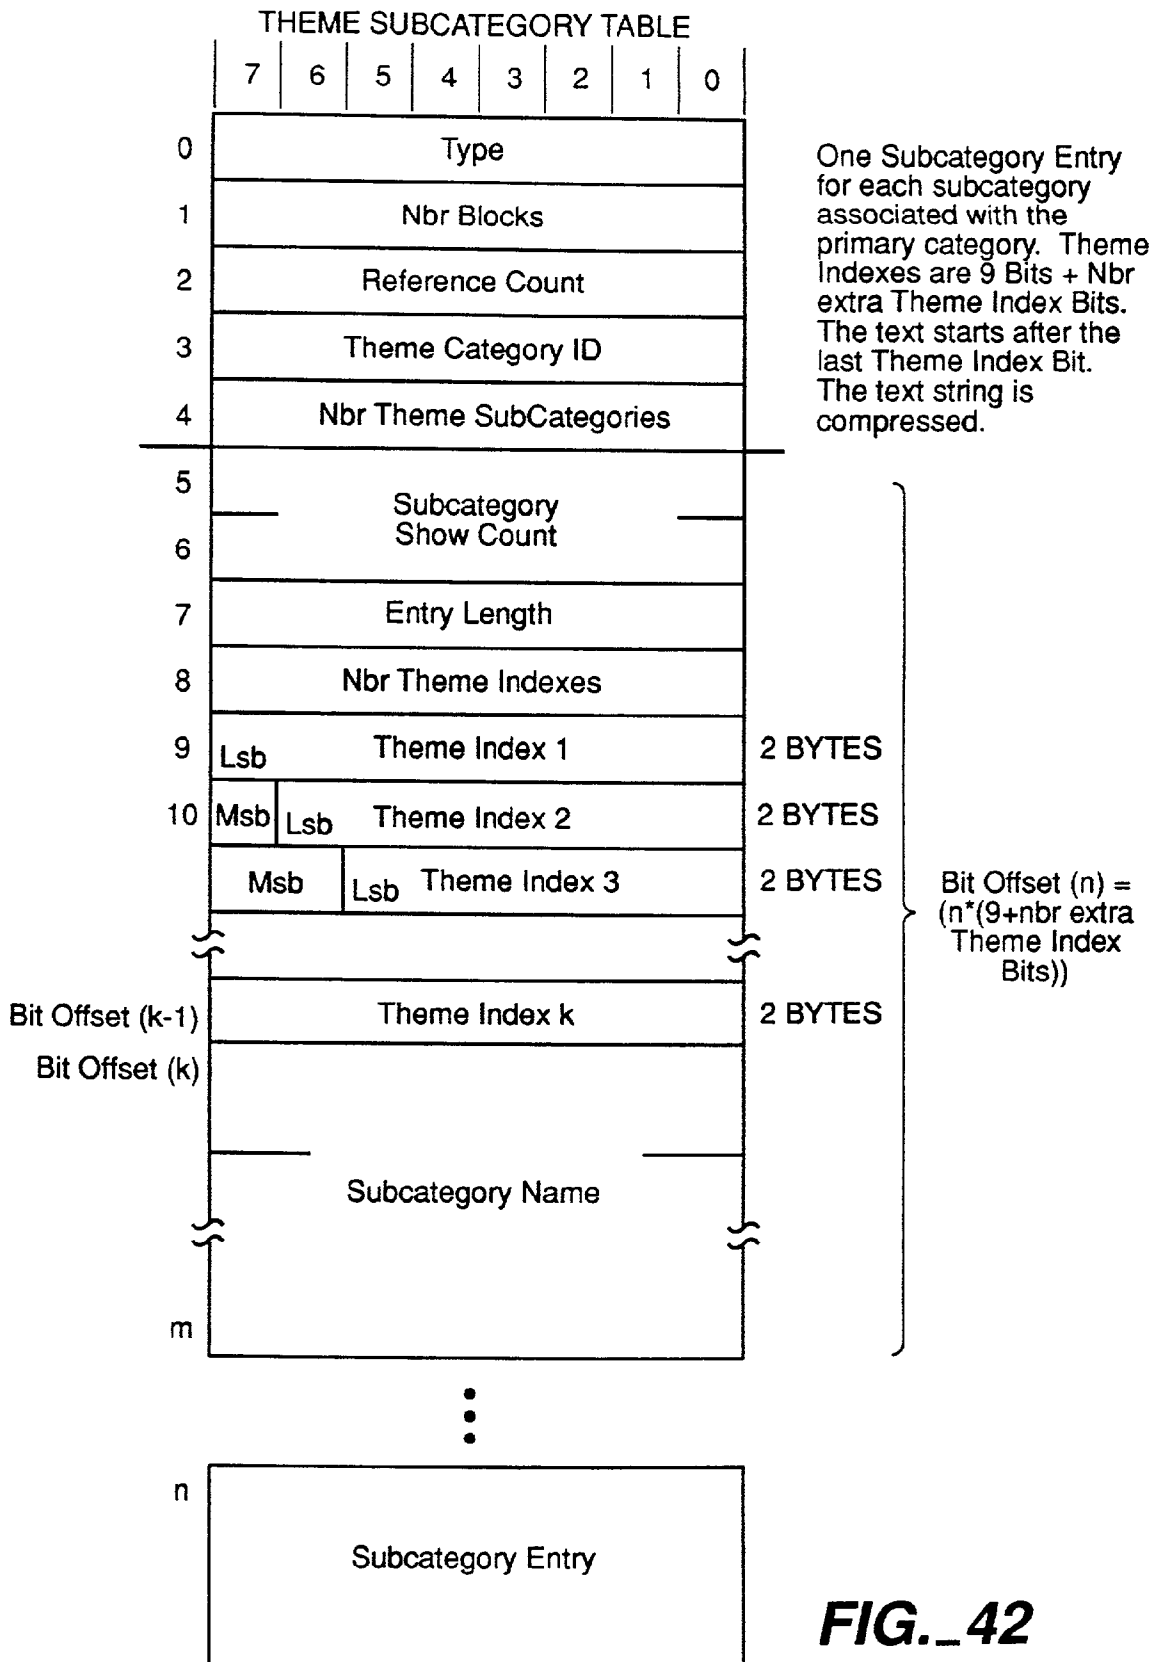 THEME SUBCATEGORY TABLE
7 6 5 4 3 2 1 0
0 Type
1 Nbr Blocks
2 Reference Count
3 Theme Category ID
4 Nbr Theme SubCategories
One Subcategory Entry
for each subcategory
associated with the
primary category. Theme
Indexes are 9 Bits + Nbr
extra Theme Index Bits.
The text starts after the
last Theme Index Bit.
The text string is
compressed.
5
Subcategory
Show Count
6
7 Entry Length
8 Nbr Theme Indexes
9 Lsb Theme Index 1 2 BYTES
10 Msb Lsb Theme Index 2 2 BYTES
Msb Lsb Theme Index 3 2 BYTES
Bit Offset (n) =
(n*(9+nbr extra
Theme Index
Bits))
Bit Offset (k-1) Theme Index k 2 BYTES
Bit Offset (k)
Subcategory Name
m
n
Subcategory Entry
FIG._42